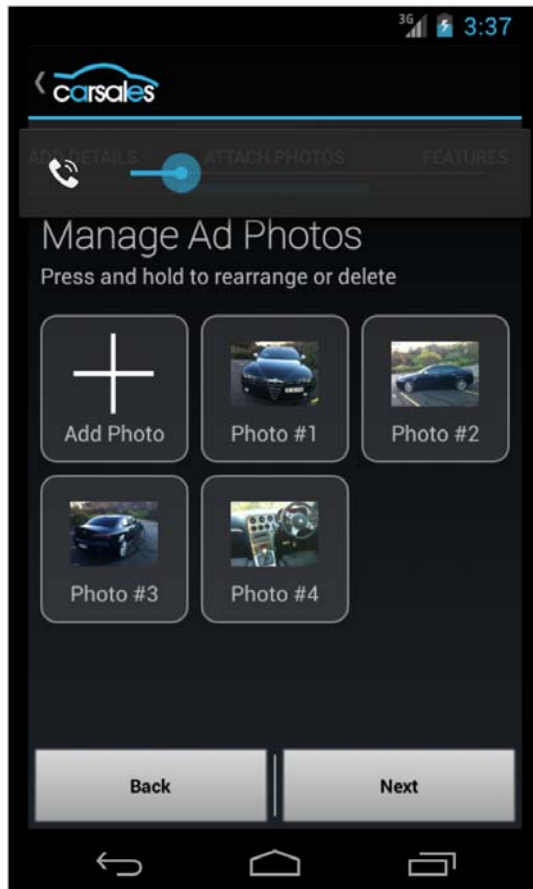 3G 3:37
carsales
ADD DETAILS ATTACH PHOTOS FEATURES
Manage Ad Photos
Press and hold to rearrange or delete
Add Photo Photo #1 Photo #2
Photo #3 Photo #4
Back Next